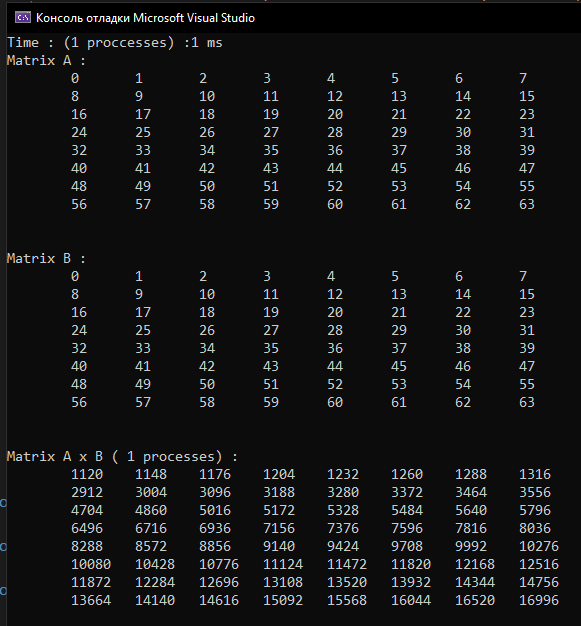 Консоль отладки Microsoft Visual Studio
Time : (1 proccesses) :1 ms
Matrix A :
0 1 2 3 4 5 6 7
8 9 10 11 12 13 14 15
16 17 18 19 20 21 22 23
24 25 26 27 28 29 30 31
32 33 34 35 36 37 38 39
40 41 42 43 44 45 46 47
48 49 50 51 52 53 54 55
56 57 58 59 60 61 62 63
Matrix B :
0 1 2 3 4 5 6 7
8 9 10 11 12 13 14 15
16 17 18 19 20 21 22 23
24 25 26 27 28 29 30 31
32 33 34 35 36 37 38 39
40 41 42 43 44 45 46 47
48 49 50 51 52 53 54 55
56 57 58 59 60 61 62 63
Matrix A x B ( 1 processes) :
1120 1148 1176 1204 1232 1260 1288 1316
2912 3004 3096 3188 3280 3372 3464 3556
4704 4860 5016 5172 5328 5484 5640 5796
6496 6716 6936 7156 7376 7596 7816 8036
8288 8572 8856 9140 9424 9708 9992 10276
10080 10428 10776 11124 11472 11820 12168 12516
11872 12284 12696 13108 13520 13932 14344 14756
13664 14140 14616 15092 15568 16044 16520 16996